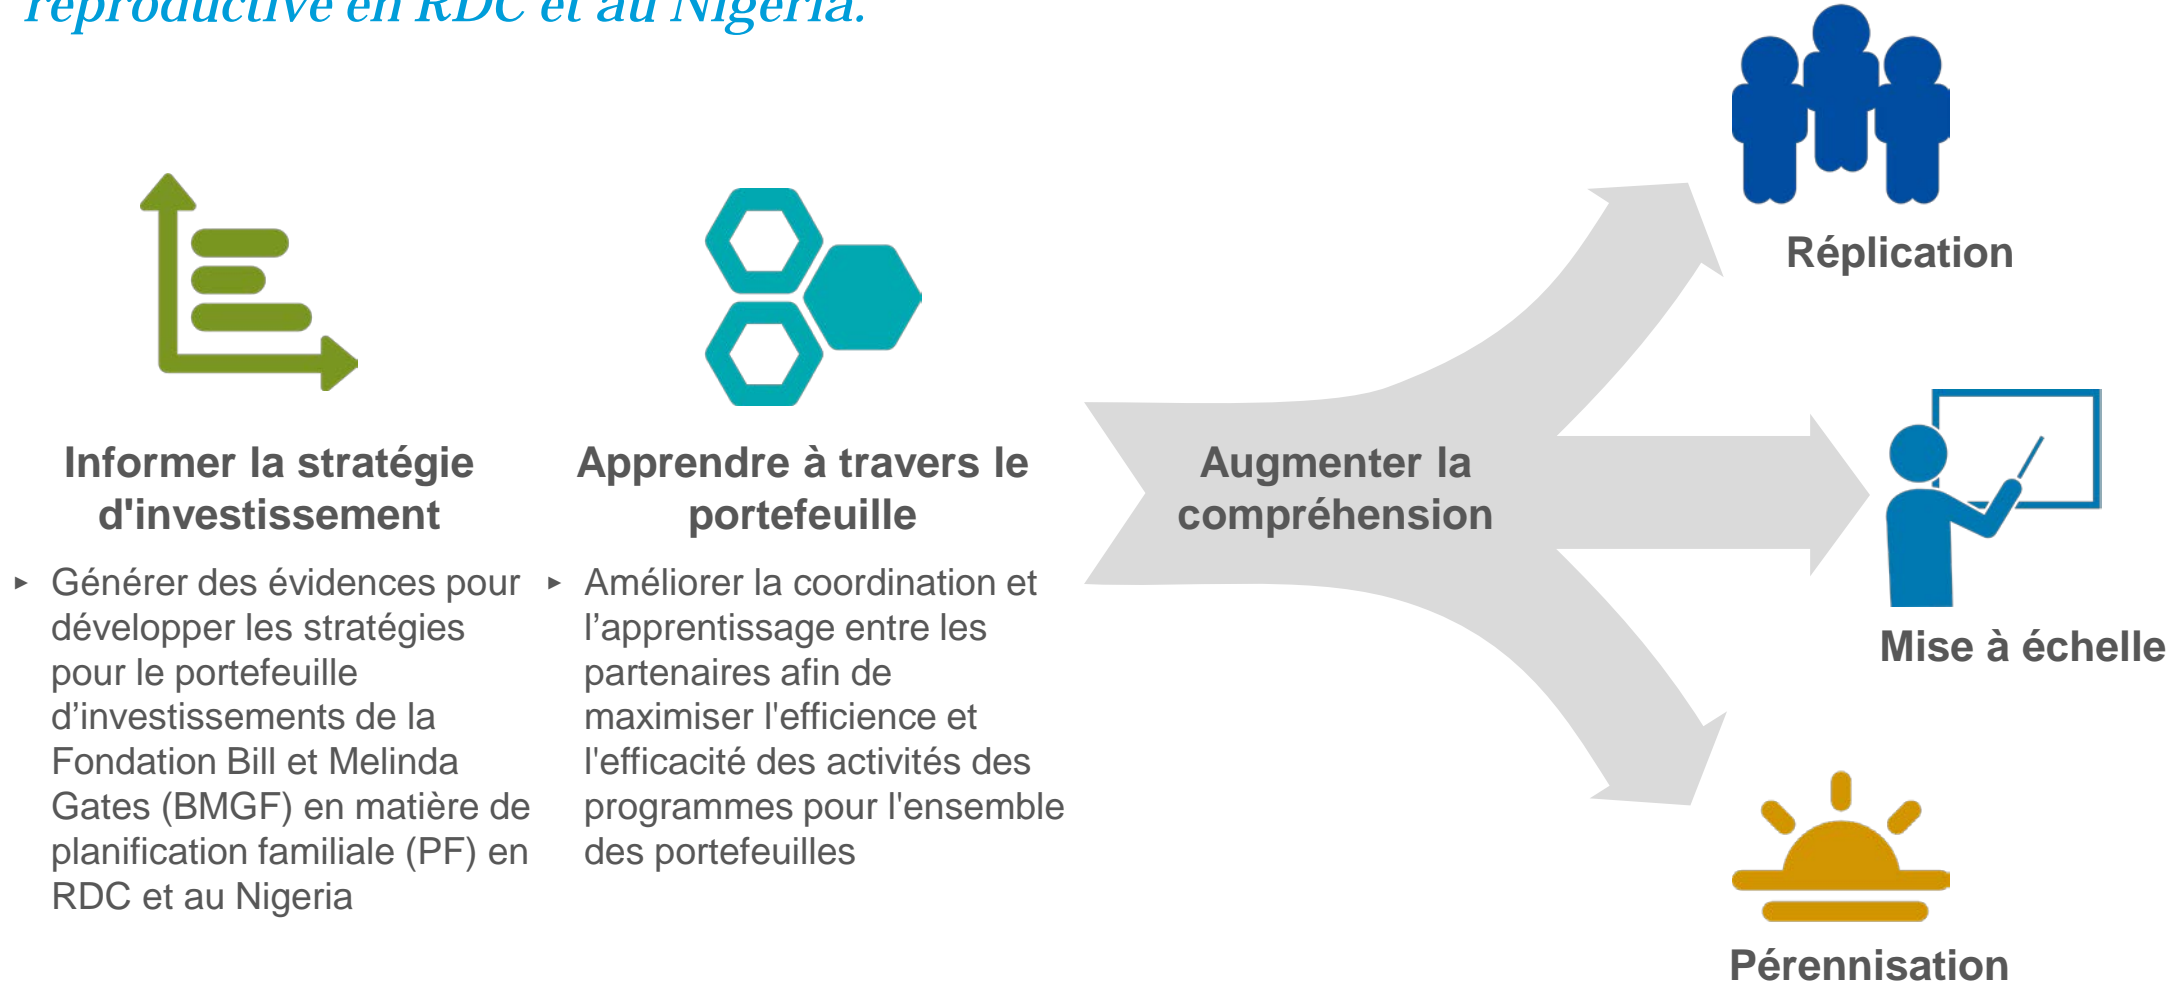 reproductive en RDC et au Nigeria.
Informer la stratégie
d'investissement
► Générer des évidences pour
développer les stratégies
pour le portefeuille
d’investissements de la
Fondation Bill et Melinda
Gates (BMGF) en matière de
planification familiale (PF) en
RDC et au Nigeria
Apprendre à travers le
portefeuille
► Améliorer la coordination et
l’apprentissage entre les
partenaires afin de
maximiser l'efficience et
l'efficacité des activités des
programmes pour l'ensemble
des portefeuilles
Augmenter la
compréhension
Réplication
Mise à échelle
Pérennisation